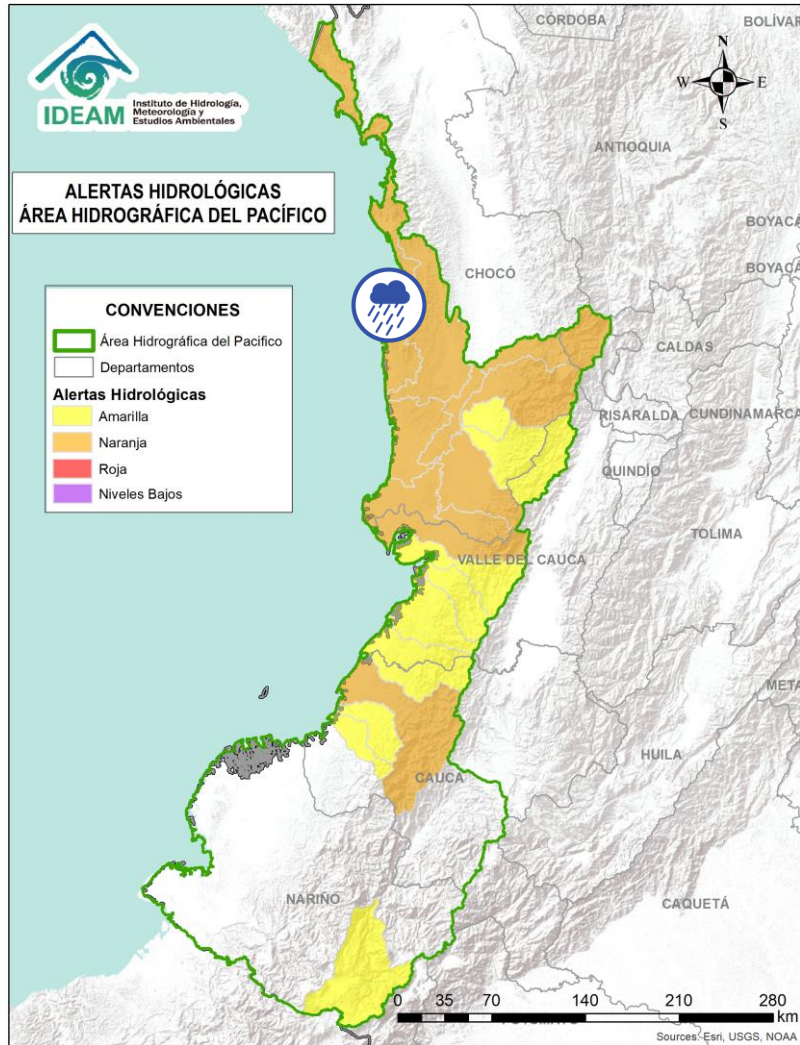 CÓRDOBA
BOLÍVAR
IDEAM
Instituto de Hidrología,
Meteorología y
Estudios Ambientales
N
W
E
S
ANTIOQUIA
ALERTAS HIDROLÓGICAS
ÁREA HIDROGRÁFICA DEL PACÍFICO
BOYACÁ
CHOCÓ
BOYACÁ
CONVENCIONES
Área Hidrográfica del Pacifico
Departamentos
Alertas Hidrológicas
Amarilla
Naranja
Roja
Niveles Bajos
CALDAS
RISARALDA
CUNDINAMARCA
QUINDÍO
TOLIMA
VALLE DEL CAUCA
META
HUILA
CAUCA
NARIÑO
CAQUETÁ
0 35 70 140 210 280
km
Sources: Esri, USGS, NOAA